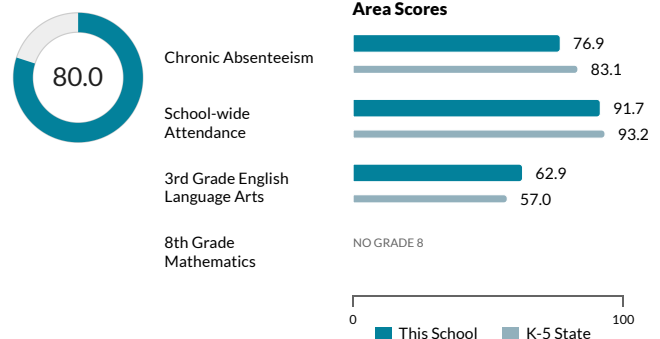 Area Scores
80.0
Chronic Absenteeism
76.9
83.1
School-wide
Attendance
91.7
93.2
3rd Grade English
Language Arts
62.9
57.0
8th Grade
Mathematics
NO GRADE 8
0
100
This School
K-5 State